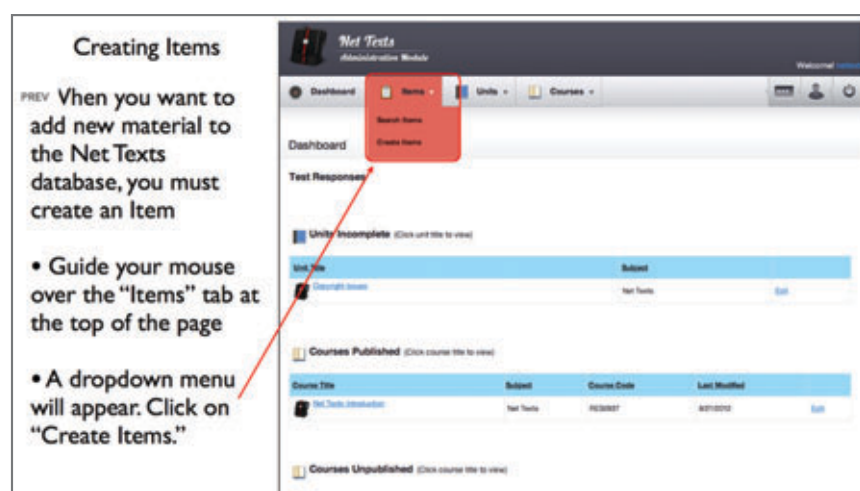 Creating Items
PREV When you want to
add new material to
the Net Texts
database, you must
create an Item
• Guide your mouse
over the “Items” tab at
the top of the page
• A dropdown menu
will appear. Click on
“Create Items.”
Net Texts
Administration Module
Welcome!
Dashboard Items Units Courses
Search Items
Create Items
Dashboard
Test Responses
Units Incomplete (Click unit title to view)
Unit Title Subject
Copyright Issues Net Texts Edit
Courses Published (Click course title to view)
Course Title Subject Course Code Last Modified
Net Texts Introduction Net Texts Edit
Courses Unpublished (Click course title to view)